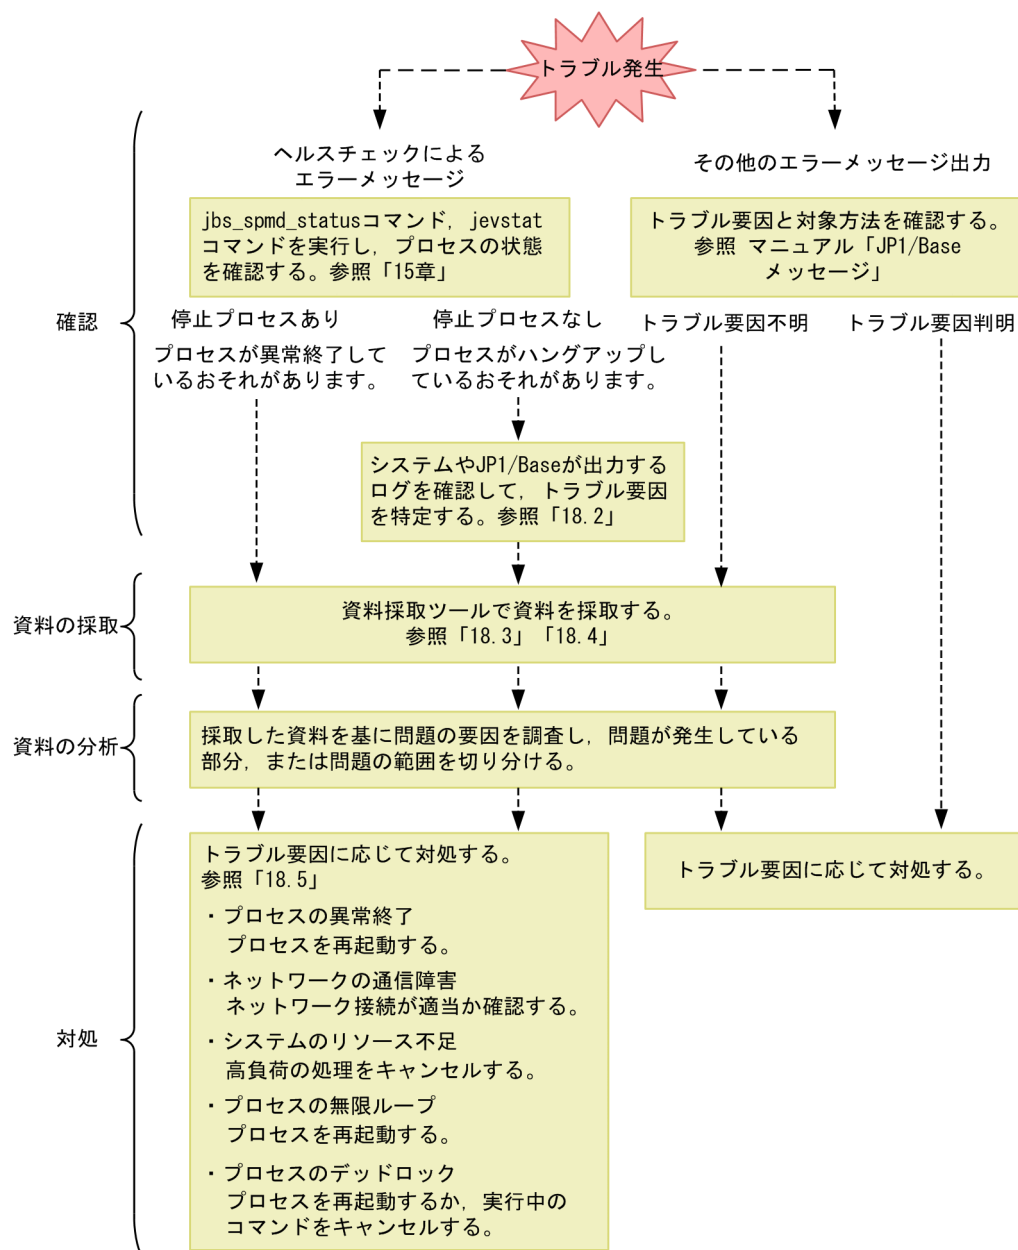 トラブル発生
ヘルスチェックによる
エラーメッセージ
その他のエラーメッセージ出力
jbs_spmd_statusコマンド，jevstat
コマンドを実行し，プロセスの状態
を確認する。参照「15章」
トラブル要因と対象方法を確認する。
参照 マニュアル「JP1/Base
メッセージ」
確認
停止プロセスあり
プロセスが異常終了して
いるおそれがあります。
停止プロセスなし
プロセスがハングアップし
ているおそれがあります。
トラブル要因不明
トラブル要因判明
システムやJP1/Baseが出力する
ログを確認して，トラブル要因
を特定する。参照「18.2」
資料の採取
資料採取ツールで資料を採取する。
参照「18.3」「18.4」
資料の分析
採取した資料を基に問題の要因を調査し，問題が発生している
部分，または問題の範囲を切り分ける。
対処
トラブル要因に応じて対処する。
参照「18.5」
・プロセスの異常終了
プロセスを再起動する。
・ネットワークの通信障害
ネットワーク接続が適当か確認する。
・システムのリソース不足
高負荷の処理をキャンセルする。
・プロセスの無限ループ
プロセスを再起動する。
・プロセスのデッドロック
プロセスを再起動するか，実行中の
コマンドをキャンセルする。
トラブル要因に応じて対処する。